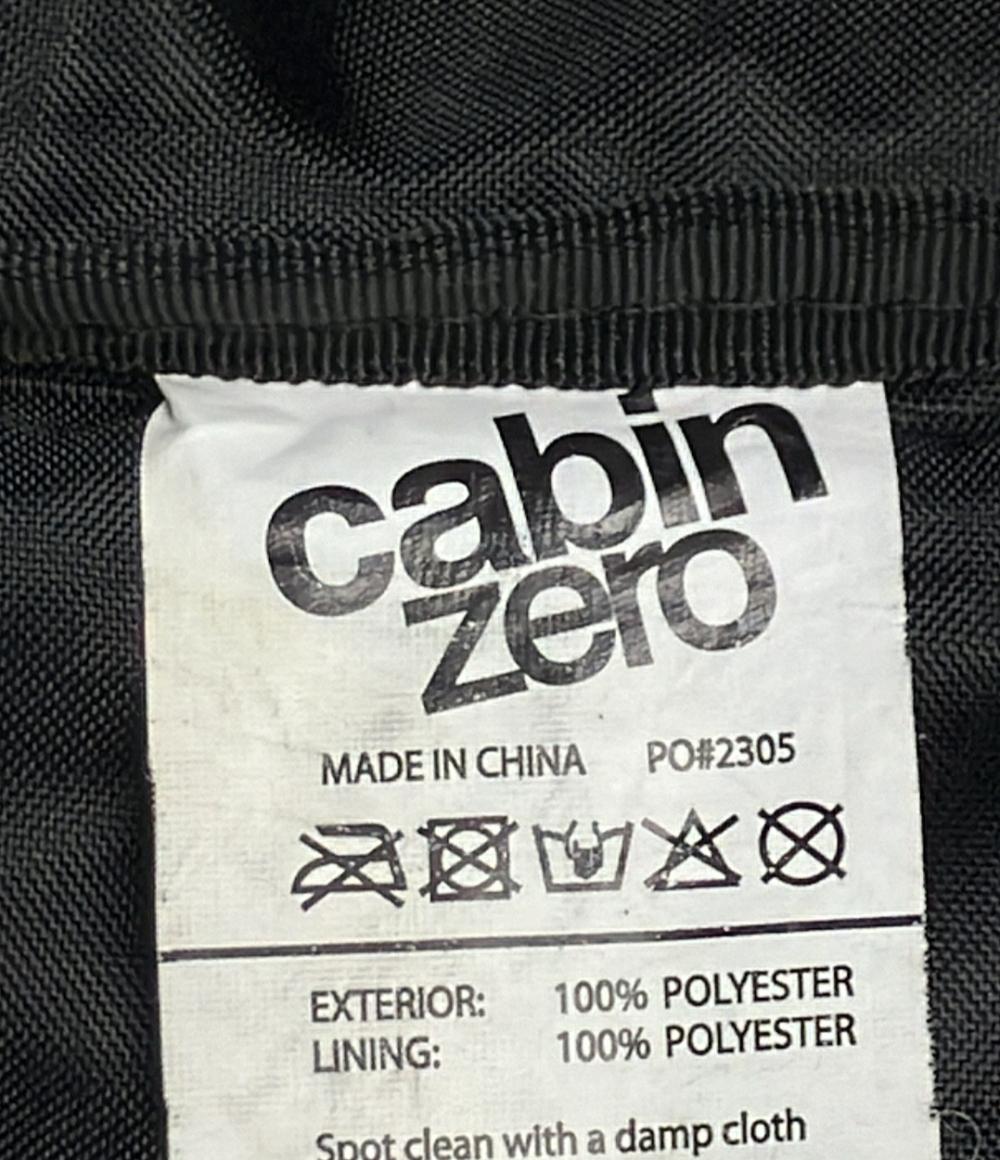 cabin
zero
MADE IN CHINA PO#2305
EXTERIOR: 100% POLYESTER
LINING: 100% POLYESTER
Spot clean with a damp cloth